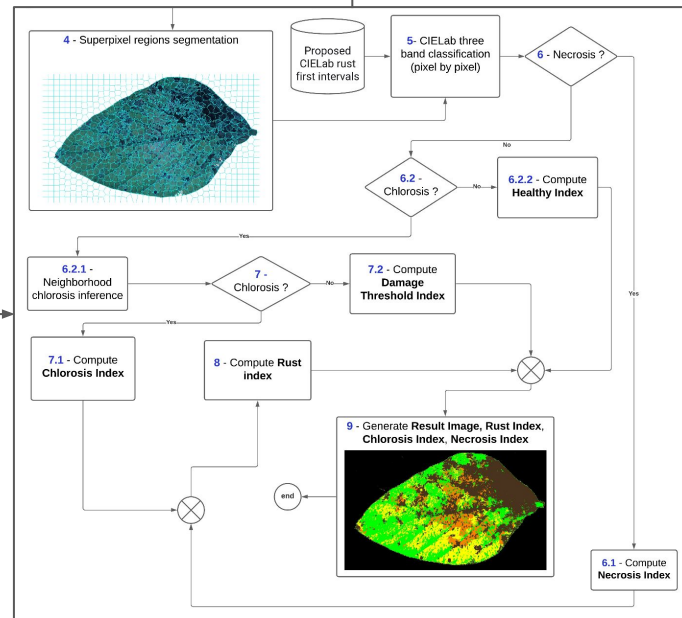 4 - Superpixel regions segmentation
Proposed
CIELab rust
first intervals
5- CIELab three
band classification
(pixel by pixel)
6 - Necrosis ?
No
6.2 -
Chlorosis ?
No
6.2.2 - Compute
Healthy Index
Yes
6.2.1 -
Neighborhood
chlorosis inference
7 -
Chlorosis ?
No
7.2 - Compute
Damage
Threshold Index
Yes
Yes
7.1 - Compute
Chlorosis Index
8 - Compute Rust
index
9 - Generate Result Image, Rust Index,
Chlorosis Index, Necrosis Index
end
6.1 - Compute
Necrosis Index